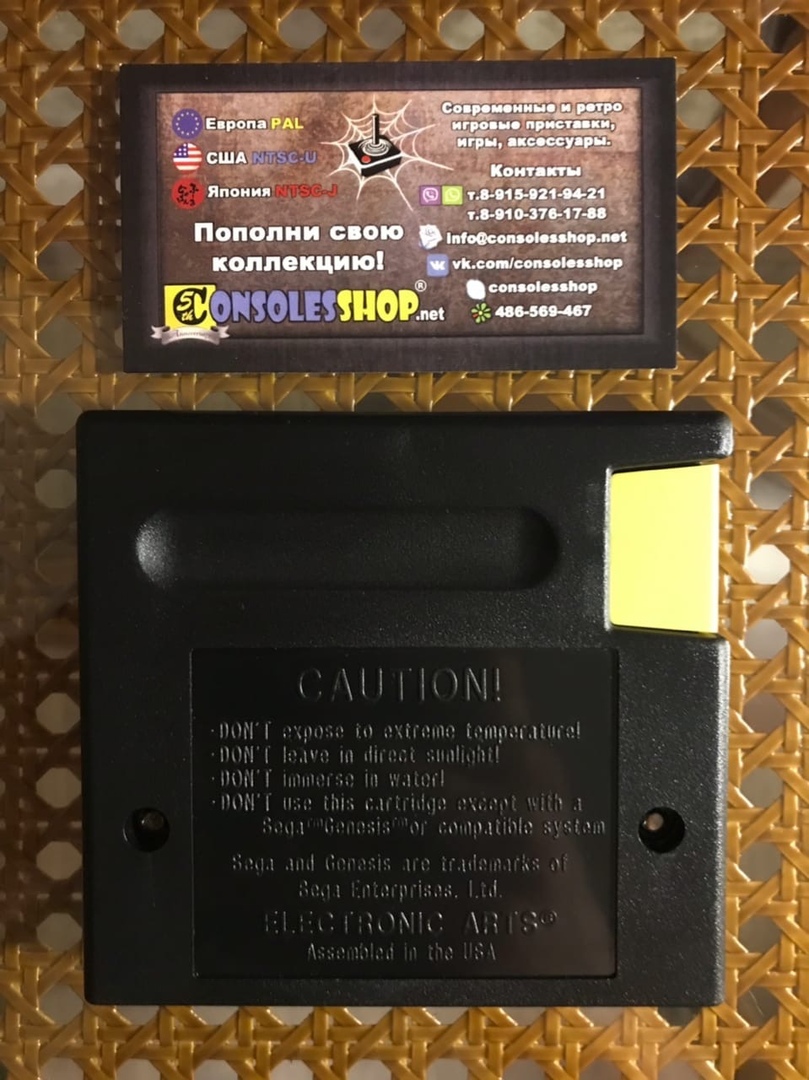 Европа PAL
США NTSC-U
Япония NTSC-J
Пополни свою
коллекцию!
5th
CONSOLESSHOP.net®
Anniversary
Современные и ретро
игровые приставки,
игры, аксессуары.
Контакты
т.8-915-921-94-21
т.8-910-376-17-88
info@consolesshop.net
vk.com/consolesshop
consolesshop
486-569-467
CAUTION!
·DON'T expose to extreme temperature!
·DON'T leave in direct sunlight!
·DON'T immerse in water!
·DON'T use this cartridge except with a
Sega™Genesis™or compatible system
Sega and Genesis are trademarks of
Sega Enterprises, Ltd.
ELECTRONIC ARTS®
Assembled in the USA